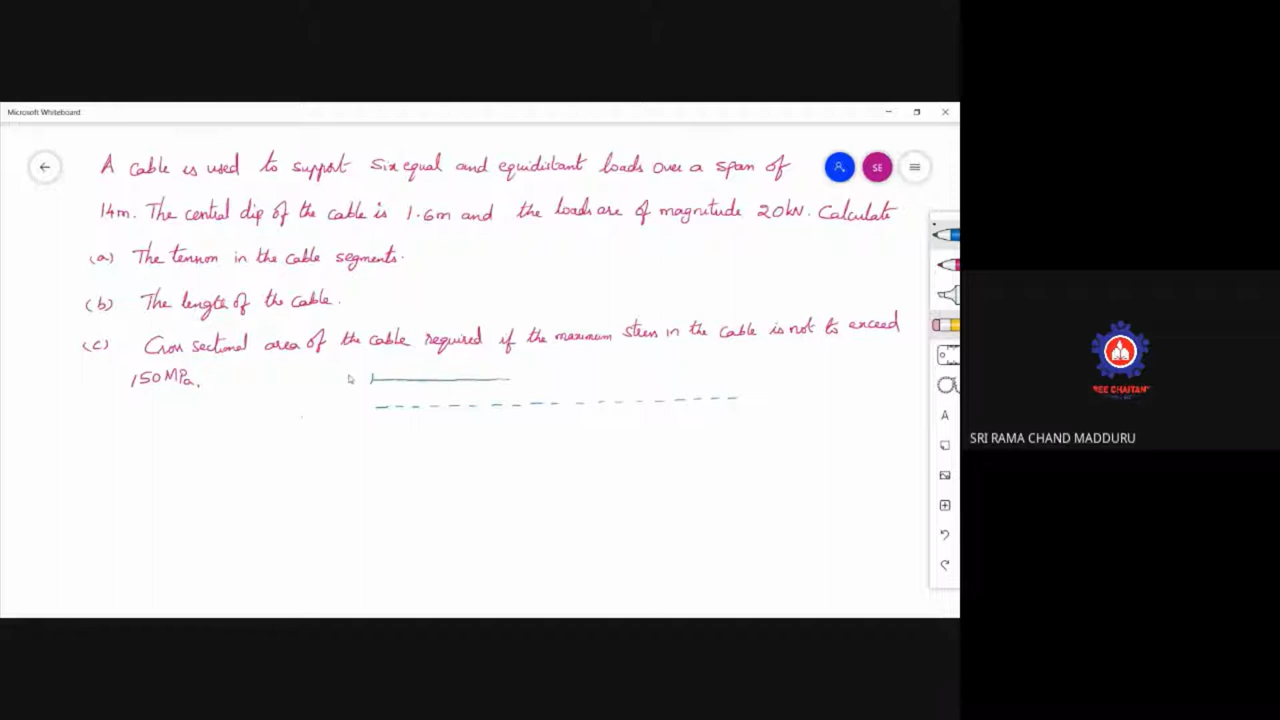 Microsoft Whiteboard
A cable is used to support six equal and equidistant loads over a span of
14m. The central dip of the cable is 1.6m and the loads are of magnitude 20kN. Calculate
(a) The tension in the cable segments.
(b) The length of the cable.
(c) Cross sectional area of the cable required if the maximum stress in the cable is not to exceed
150MPa.
SE
A
SRI RAMA CHAND MADDURU